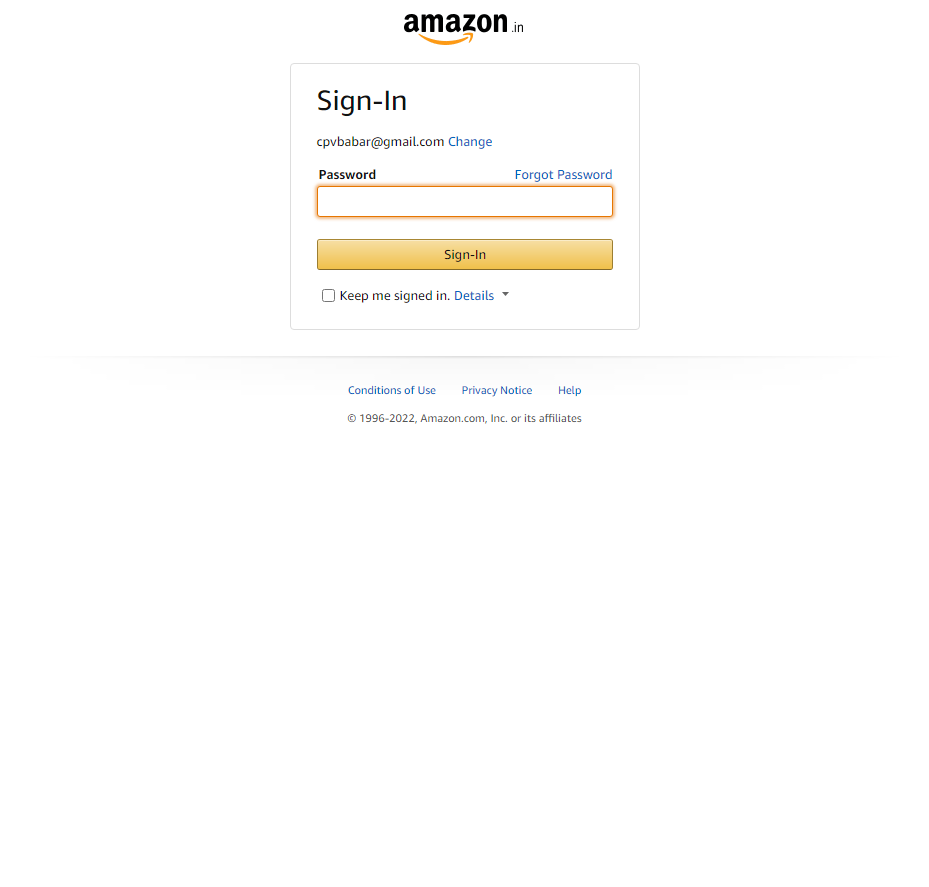 amazon.in
Sign-In
cpvbabar@gmail.com Change
Password Forgot Password
Sign-In
Keep me signed in. Details
Conditions of Use Privacy Notice Help
© 1996-2022, Amazon.com, Inc. or its affiliates